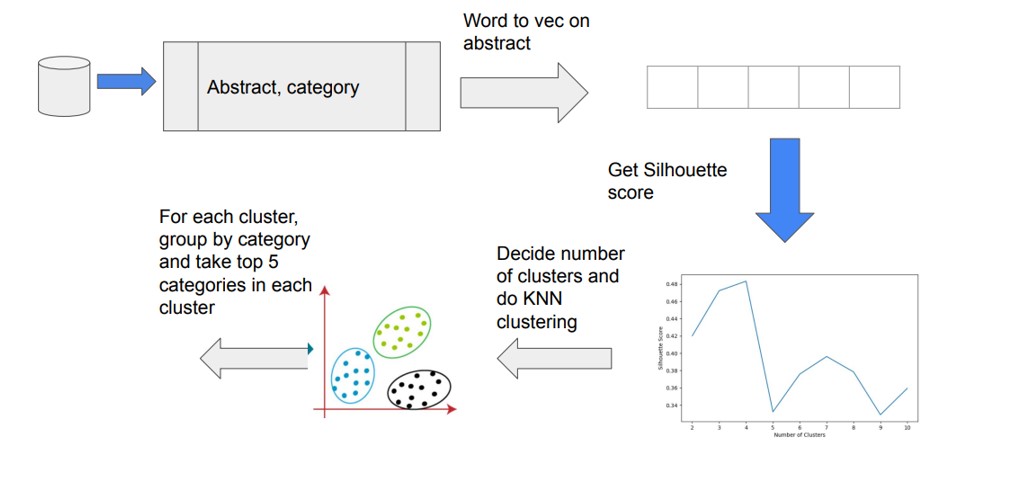 Word to vec on
abstract
Abstract, category
Get Silhouette
score
For each cluster,
group by category
and take top 5
categories in each
cluster
Decide number
of clusters and
do KNN
clustering
Silhouette Score
0.48
0.46
0.44
0.42
0.40
0.38
0.36
0.34
2 3 4 5 6 7 8 9 10
Number of Clusters